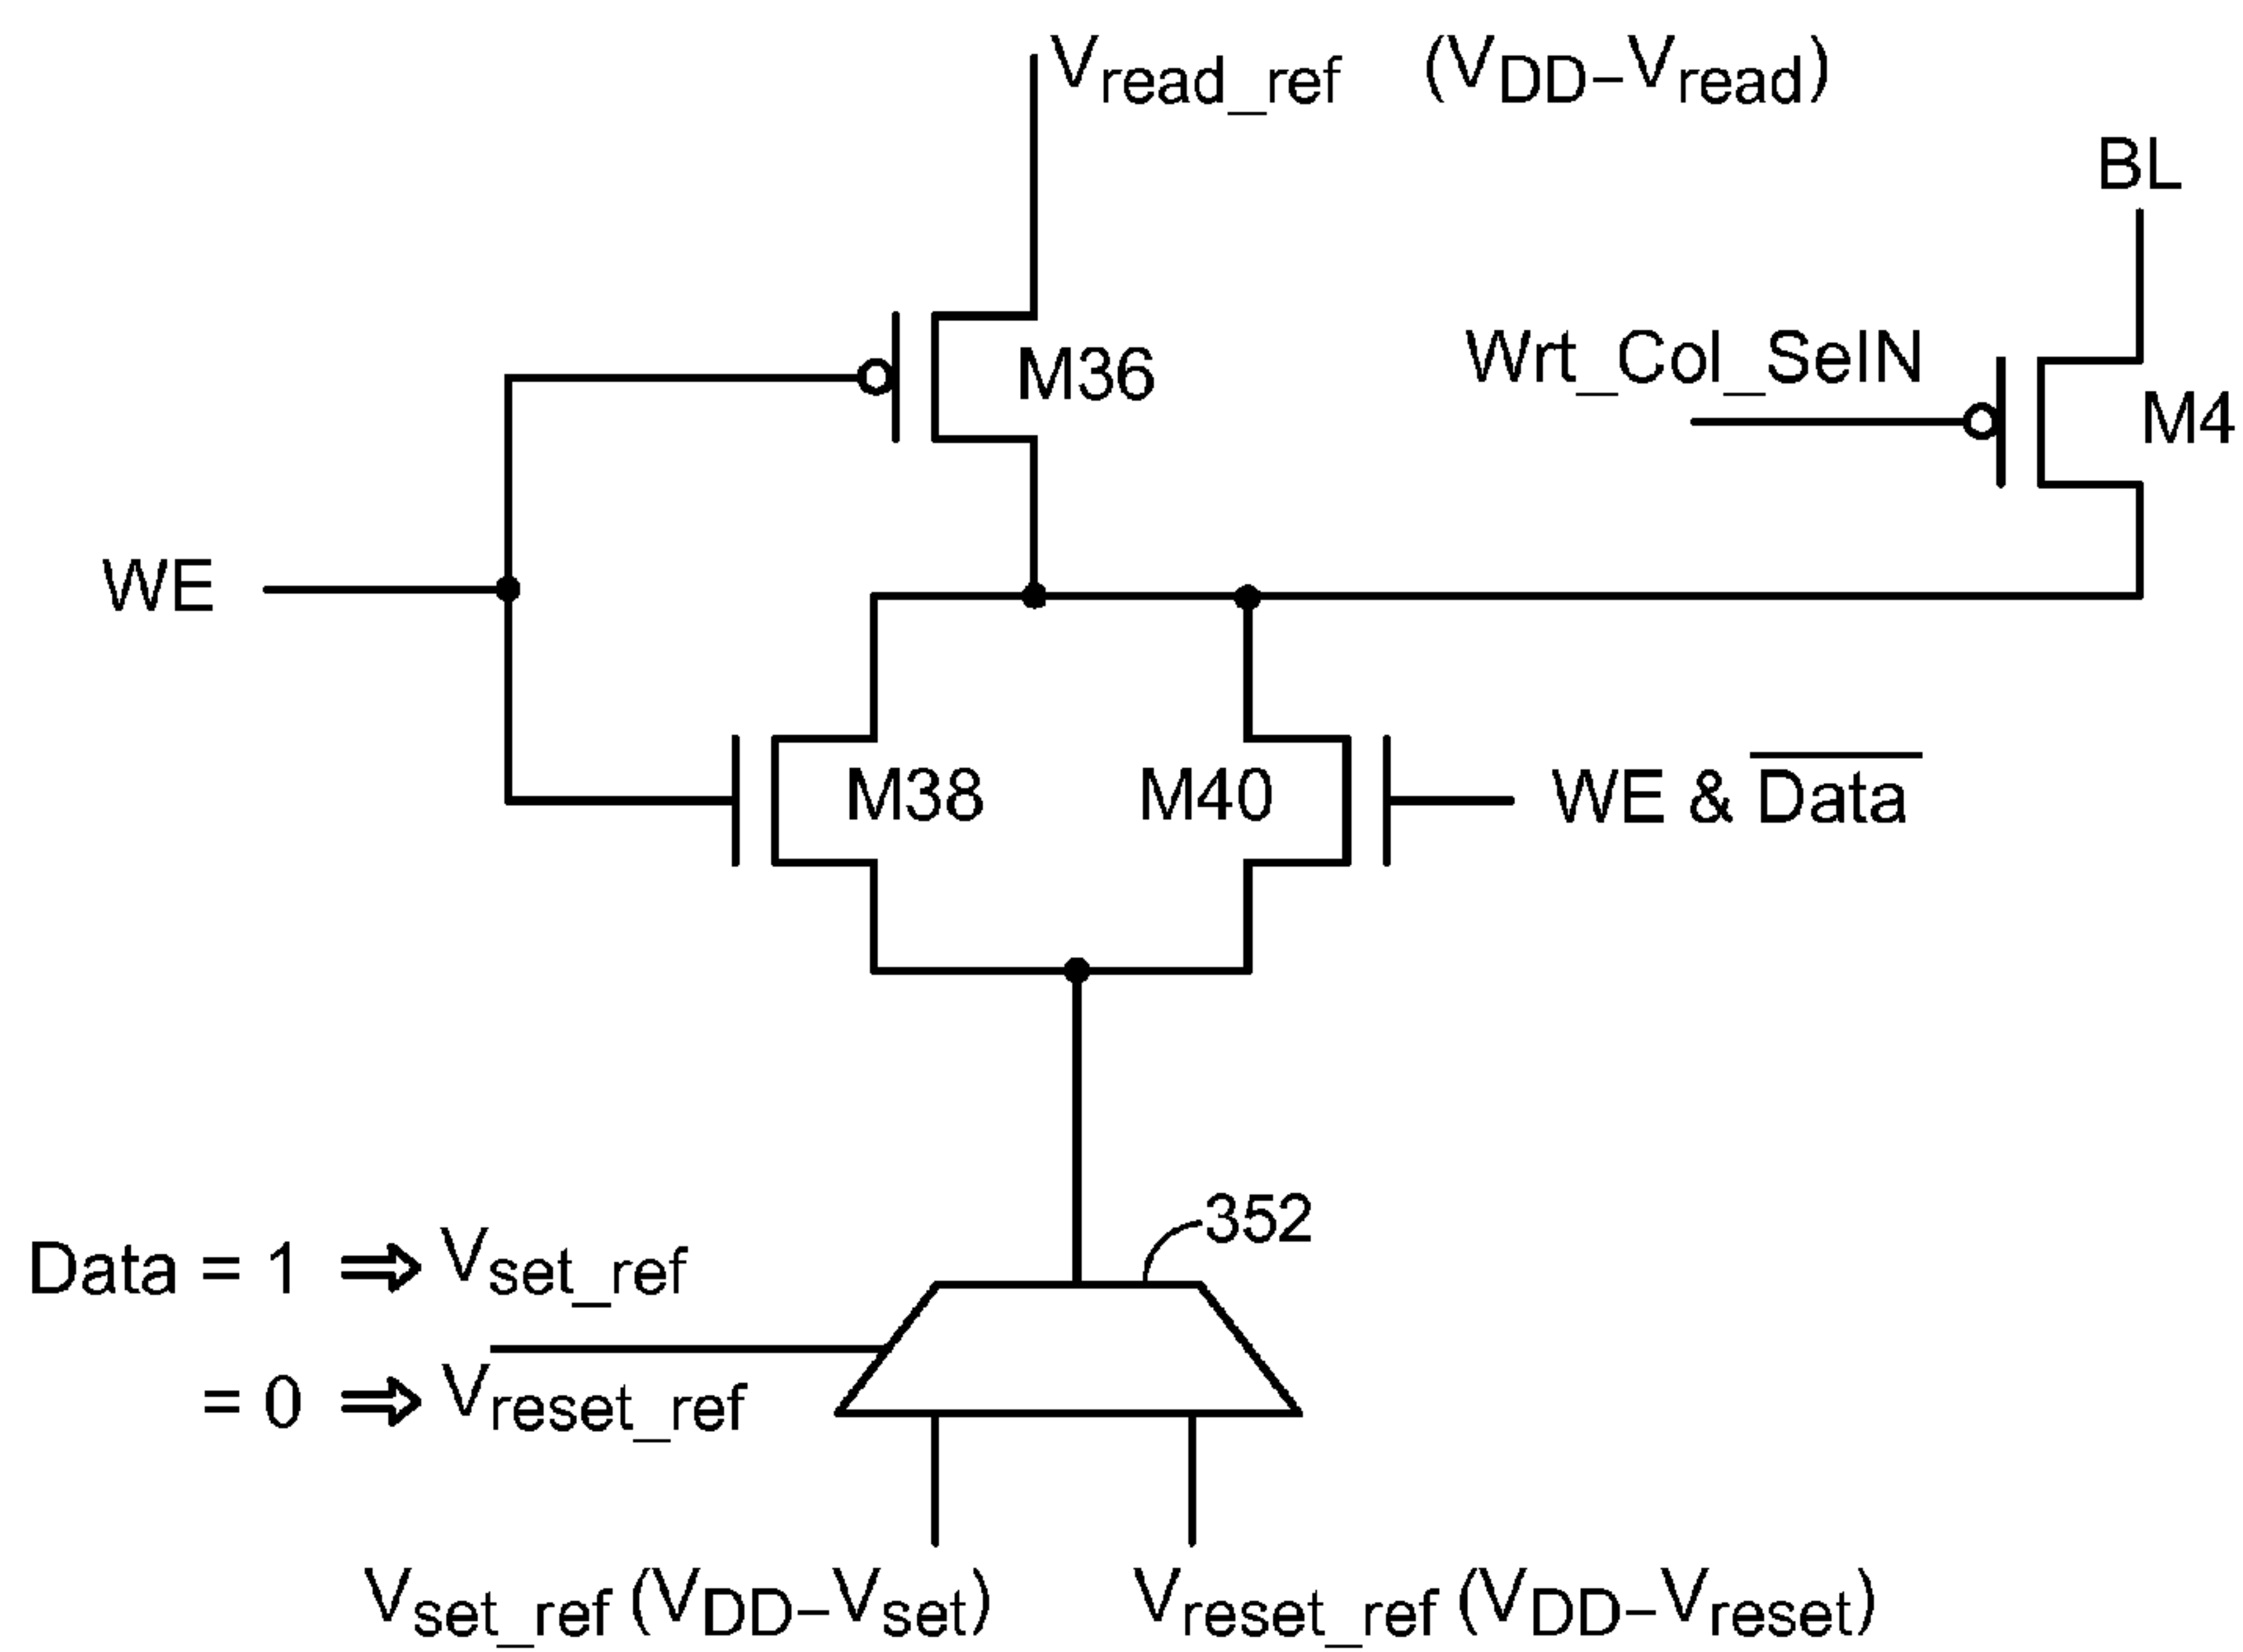 Vread_ref (VDD–Vread)
BL
Wrt_Col_SelN
M36
M4
WE
M38
M40
WE & D̅a̅t̅a̅
352
Data = 1 ⇒ Vset_ref
= 0 ⇒ Vreset_ref
Vset_ref (VDD–Vset)
Vreset_ref (VDD–Vreset)